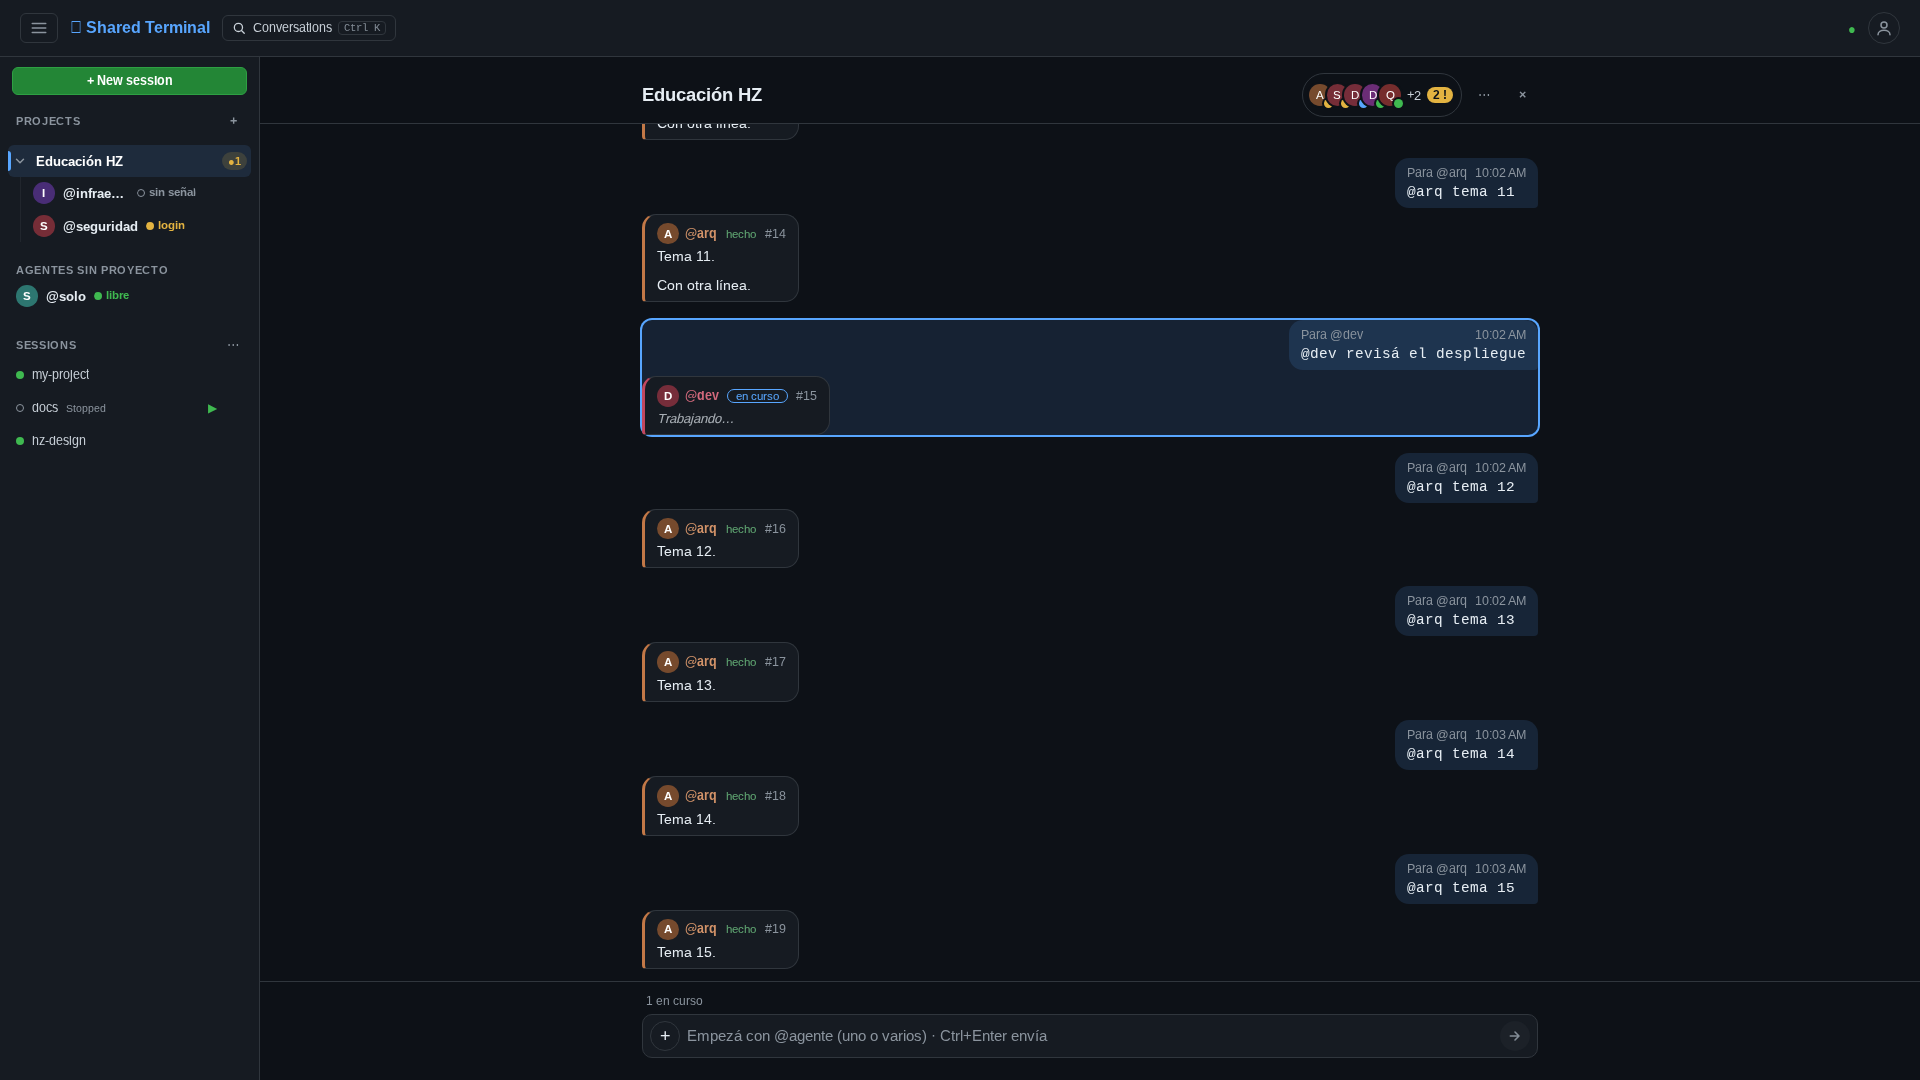 Shared Terminal
Conversations Ctrl K
+ New session
PROJECTS +
Educación HZ 1
I @infrae... sin señal
S @seguridad login
AGENTES SIN PROYECTO
S @solo libre
SESSIONS ...
my-project
docs Stopped
hz-design
Educación HZ
A S D D Q +2 2! ... ×
Con otra línea.
Para @arq 10:02 AM
@arq tema 11
A @arq hecho #14
Tema 11.
Con otra línea.
Para @dev 10:02 AM
@dev revisá el despliegue
D @dev en curso #15
Trabajando...
Para @arq 10:02 AM
@arq tema 12
A @arq hecho #16
Tema 12.
Para @arq 10:02 AM
@arq tema 13
A @arq hecho #17
Tema 13.
Para @arq 10:03 AM
@arq tema 14
A @arq hecho #18
Tema 14.
Para @arq 10:03 AM
@arq tema 15
A @arq hecho #19
Tema 15.
1 en curso
+ Empezá con @agente (uno o varios) · Ctrl+Enter envía